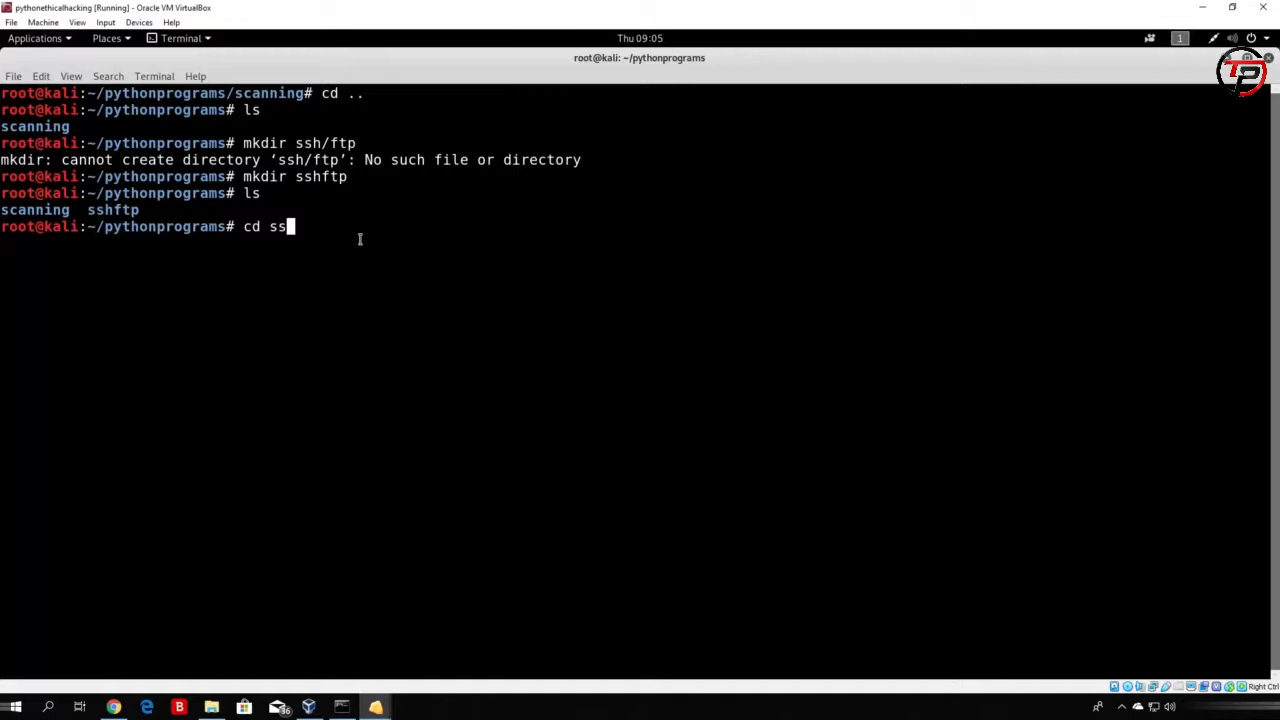 pythonethicalhacking [Running] - Oracle VM VirtualBox
File Machine View Input Devices Help
Applications Places Terminal Thu 09:05 1
root@kali: ~/pythonprograms
File Edit View Search Terminal Help
TP
root@kali:~/pythonprograms/scanning# cd ..
root@kali:~/pythonprograms# ls
scanning
root@kali:~/pythonprograms# mkdir ssh/ftp
mkdir: cannot create directory ‘ssh/ftp’: No such file or directory
root@kali:~/pythonprograms# mkdir sshftp
root@kali:~/pythonprograms# ls
scanning  sshftp
root@kali:~/pythonprograms# cd ss
Right Ctrl
B 36